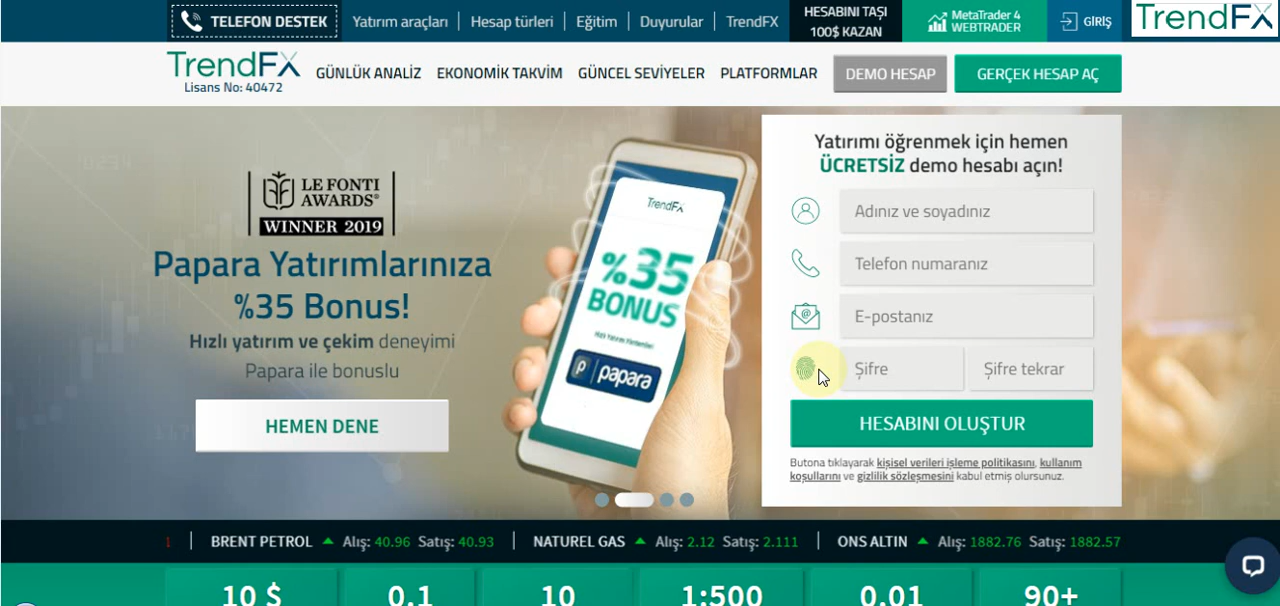 TELEFON DESTEK
Yatırım araçları
Hesap türleri
Eğitim
Duyurular
TrendFX
HESABINI TAŞI
100$ KAZAN
MetaTrader 4
WEBTRADER
GİRİŞ
TrendFX
TrendFX
Lisans No: 40472
GÜNLÜK ANALİZ
EKONOMİK TAKVİM
GÜNCEL SEVİYELER
PLATFORMLAR
DEMO HESAP
GERÇEK HESAP AÇ
LE FONTI
AWARDS®
WINNER 2019
Papara Yatırımlarınıza
%35 Bonus!
Hızlı yatırım ve çekim deneyimi
Papara ile bonuslu
HEMEN DENE
TrendFX
%35
BONUS
Hızlı Yatırım Yöntemleri
papara
Yatırımı öğrenmek için hemen
ÜCRETSİZ demo hesabı açın!
Adınız ve soyadınız
Telefon numaranız
E-postanız
Şifre
Şifre tekrar
HESABINI OLUŞTUR
Butona tıklayarak kişisel verileri işleme politikasını, kullanım
koşullarını ve gizlilik sözleşmesini kabul etmiş olursunuz.
BRENT PETROL Alış: 40.96 Satış: 40.93
NATUREL GAS Alış: 2.12 Satış: 2.111
ONS ALTIN Alış: 1882.76 Satış: 1882.57
10 $
0.1
10
1:500
0.01
90+